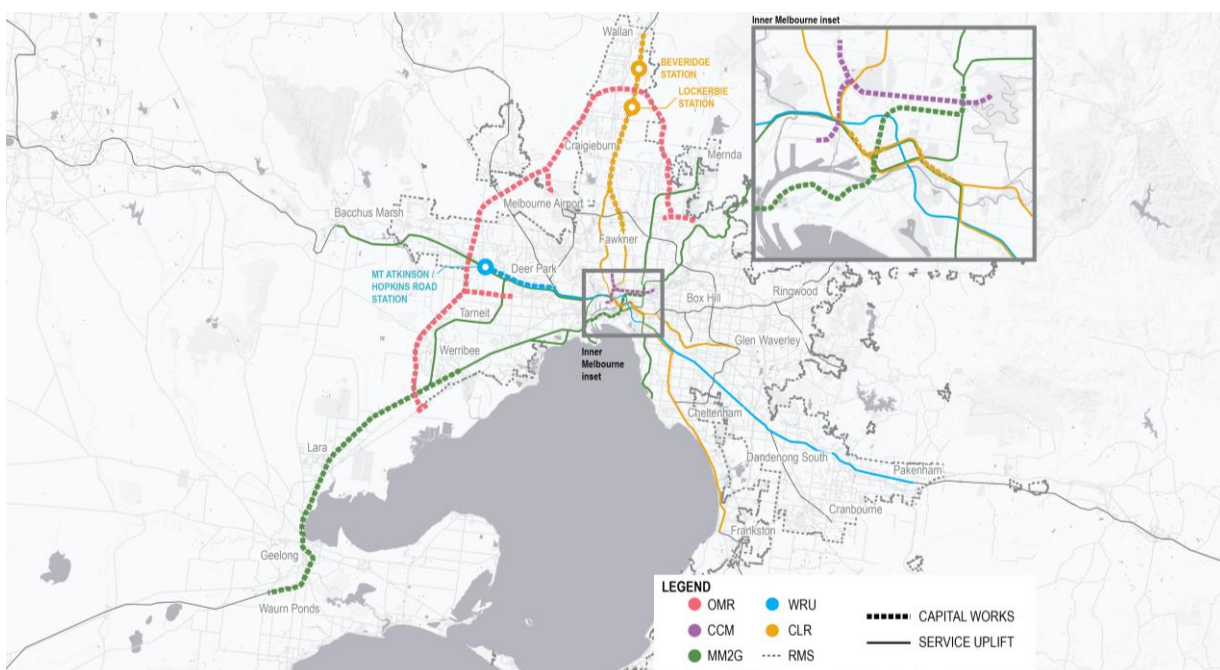 Inner Melbourne inset
Wallan
BEVERIDGE
STATION
LOCKERBIE
STATION
Craigieburn
Mernda
Melbourne Airport
Bacchus Marsh
Fawkner
Deer Park
MT ATKINSON /
HOPKINS ROAD
STATION
Ringwood
Box Hill
Tarneit
Glen Waverley
Werribee
Inner
Melbourne
inset
Cheltenham
Lara
Dandenong South
Pakenham
Cranbourne
Frankston
Geelong
Waurn Ponds
LEGEND
OMR
WRU
CAPITAL WORKS
CCM
CLR
SERVICE UPLIFT
MM2G
RMS